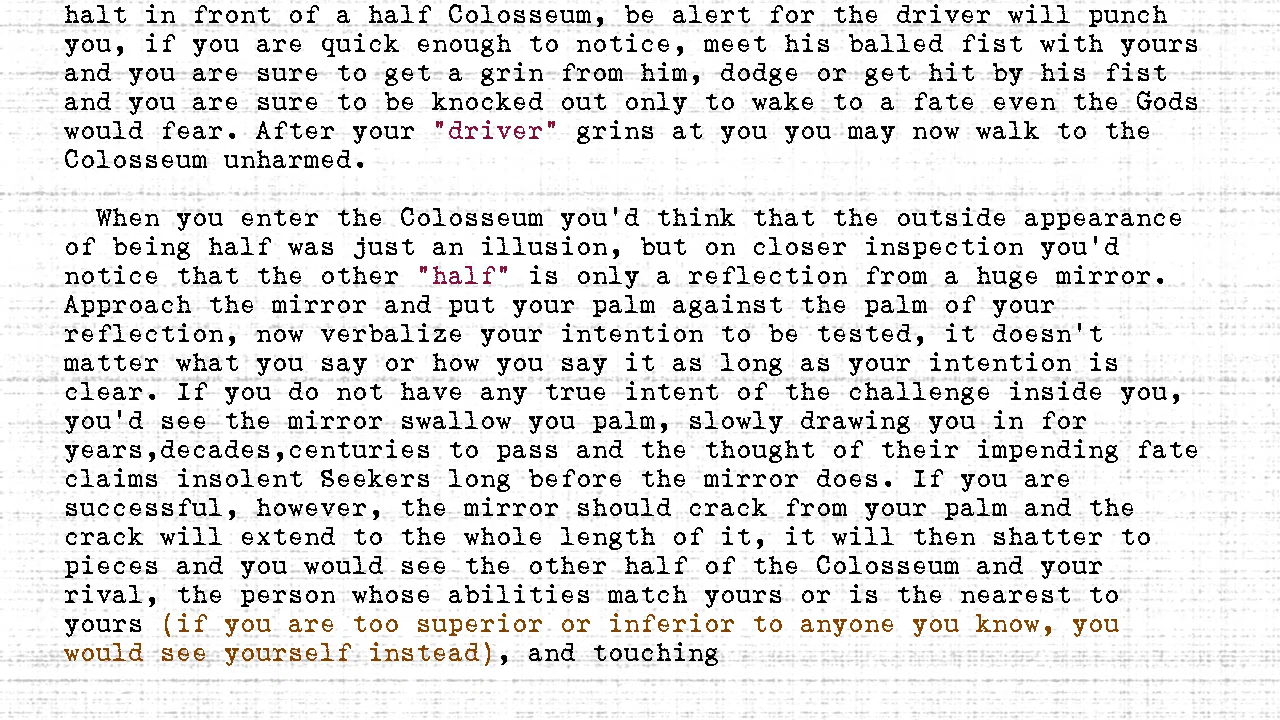 halt in front of a half Colosseum, be alert for the driver will punch
you, if you are quick enough to notice, meet his balled fist with yours
and you are sure to get a grin from him, dodge or get hit by his fist
and you are sure to be knocked out only to wake to a fate even the Gods
would fear. After your "driver" grins at you you may now walk to the
Colosseum unharmed.
When you enter the Colosseum you'd think that the outside appearance
of being half was just an illusion, but on closer inspection you'd
notice that the other "half" is only a reflection from a huge mirror.
Approach the mirror and put your palm against the palm of your
reflection, now verbalize your intention to be tested, it doesn't
matter what you say or how you say it as long as your intention is
clear. If you do not have any true intent of the challenge inside you,
you'd see the mirror swallow you palm, slowly drawing you in for
years,decades,centuries to pass and the thought of their impending fate
claims insolent Seekers long before the mirror does. If you are
successful, however, the mirror should crack from your palm and the
crack will extend to the whole length of it, it will then shatter to
pieces and you would see the other half of the Colosseum and your
rival, the person whose abilities match yours or is the nearest to
yours (if you are too superior or inferior to anyone you know, you
would see yourself instead), and touching